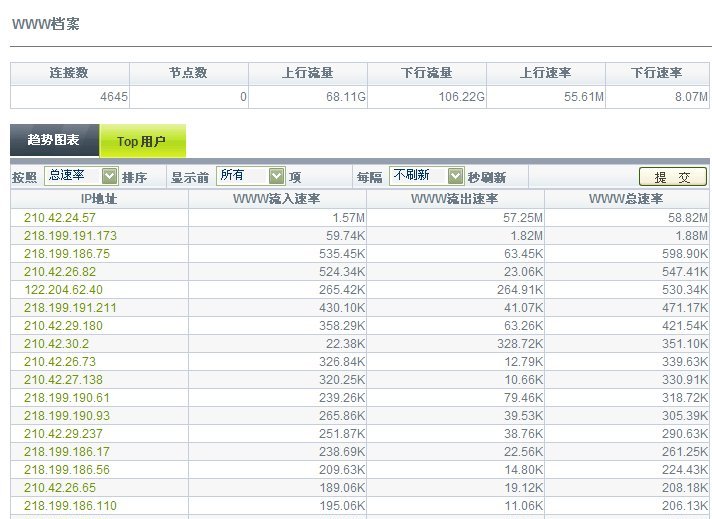 WWW档案
连接数 节点数 上行流量 下行流量 上行速率 下行速率
4645 0 68.11G 106.22G 55.61M 8.07M
趋势图表 Top 用户
按照 总速率 排序 显示前 所有 项 每隔 不刷新 秒刷新 提 交
IP地址 WWW流入速率 WWW流出速率 WWW总速率
210.42.24.57 1.57M 57.25M 58.82M
218.199.191.173 59.74K 1.82M 1.88M
218.199.186.75 535.45K 63.45K 598.90K
210.42.26.82 524.34K 23.06K 547.41K
122.204.62.40 265.42K 264.91K 530.34K
218.199.191.211 430.10K 41.07K 471.17K
210.42.29.180 358.29K 63.26K 421.54K
210.42.30.2 22.38K 328.72K 351.10K
210.42.26.73 326.84K 12.79K 339.63K
210.42.27.138 320.25K 10.66K 330.91K
218.199.190.61 239.26K 79.46K 318.72K
218.199.190.93 265.86K 39.53K 305.39K
210.42.29.237 251.87K 38.76K 290.63K
218.199.186.17 238.69K 22.56K 261.25K
218.199.186.56 209.63K 14.80K 224.43K
210.42.26.65 189.06K 19.12K 208.18K
218.199.186.110 195.06K 11.06K 206.13K